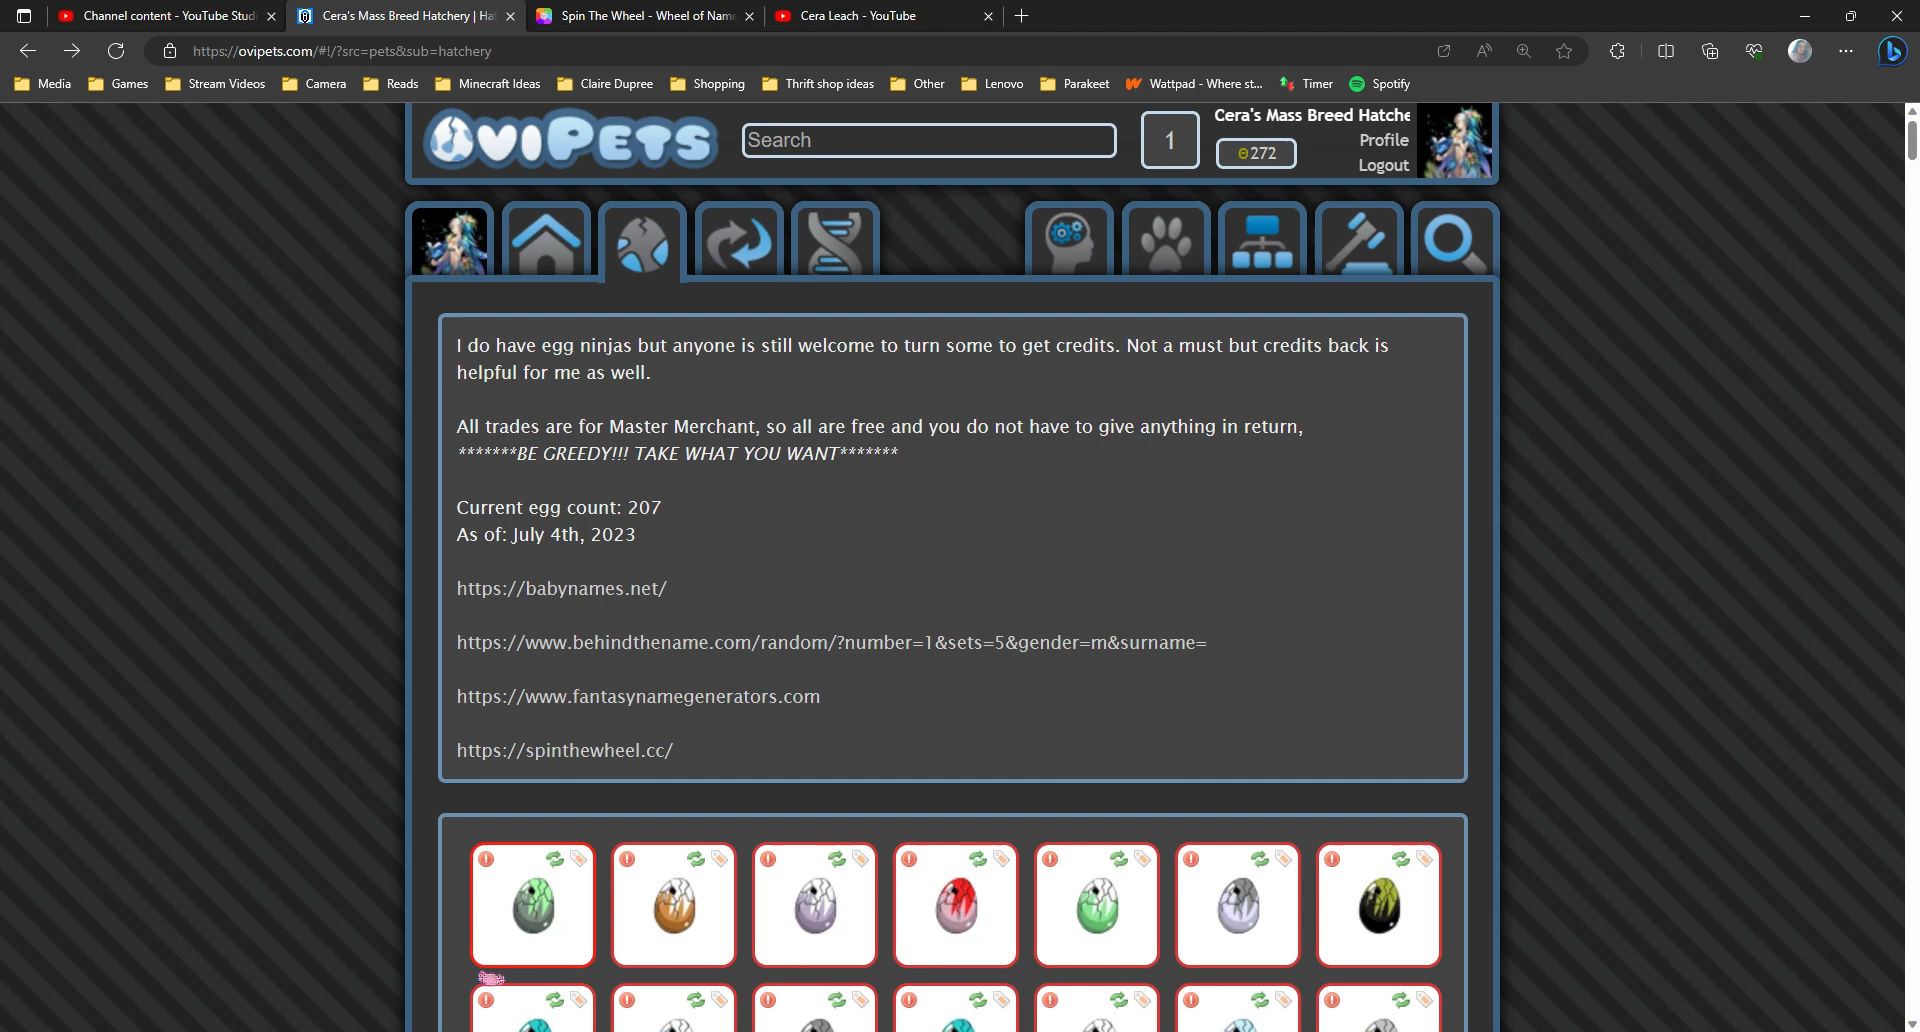 Channel content - YouTube Studi
Cera's Mass Breed Hatchery | Ha
Spin The Wheel - Wheel of Name
Cera Leach - YouTube
https://ovipets.com/#!/?src=pets&sub=hatchery
Media Games Stream Videos Camera Reads Minecraft Ideas Claire Dupree Shopping Thrift shop ideas Other Lenovo Parakeet Wattpad - Where st... Timer Spotify
OviPets
Search
1
Cera's Mass Breed Hatche
272
Profile
Logout
I do have egg ninjas but anyone is still welcome to turn some to get credits. Not a must but credits back is
helpful for me as well.
All trades are for Master Merchant, so all are free and you do not have to give anything in return,
*******BE GREEDY!!! TAKE WHAT YOU WANT*******
Current egg count: 207
As of: July 4th, 2023
https://babynames.net/
https://www.behindthename.com/random/?number=1&sets=5&gender=m&surname=
https://www.fantasynamegenerators.com
https://spinthewheel.cc/